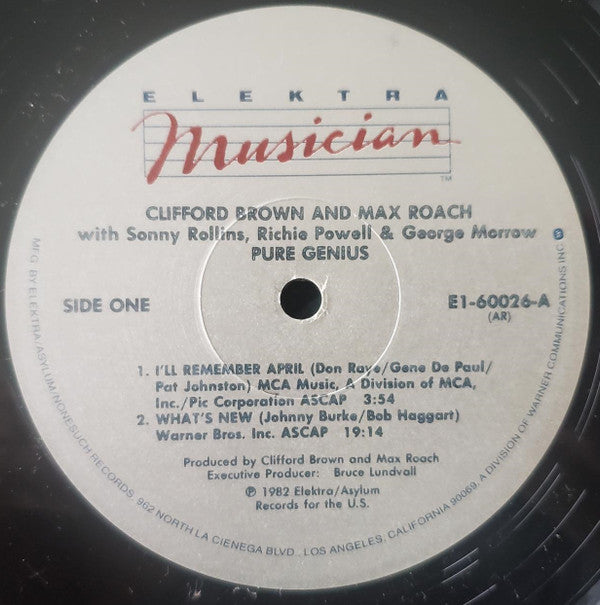 ELEKTRA
Musician
TM
CLIFFORD BROWN AND MAX ROACH
with Sonny Rollins, Richie Powell & George Morrow
PURE GENIUS
SIDE ONE
E1-60026-A
(AR)
1. I'LL REMEMBER APRIL (Don Raye/Gene De Paul/
Pat Johnston) MCA Music, A Division of MCA,
Inc./Pic Corporation ASCAP 3:54
2. WHAT'S NEW (Johnny Burke/Bob Haggart)
Warner Bros. Inc. ASCAP 19:14
Produced by Clifford Brown and Max Roach
Executive Producer: Bruce Lundvall
℗ 1982 Elektra/Asylum
Records for the U.S.
MFG BY ELEKTRA/ASYLUM/NONESUCH RECORDS, 962 NORTH LA CIENEGA BLVD., LOS ANGELES, CALIFORNIA 90069, A DIVISION OF WARNER COMMUNICATIONS INC.